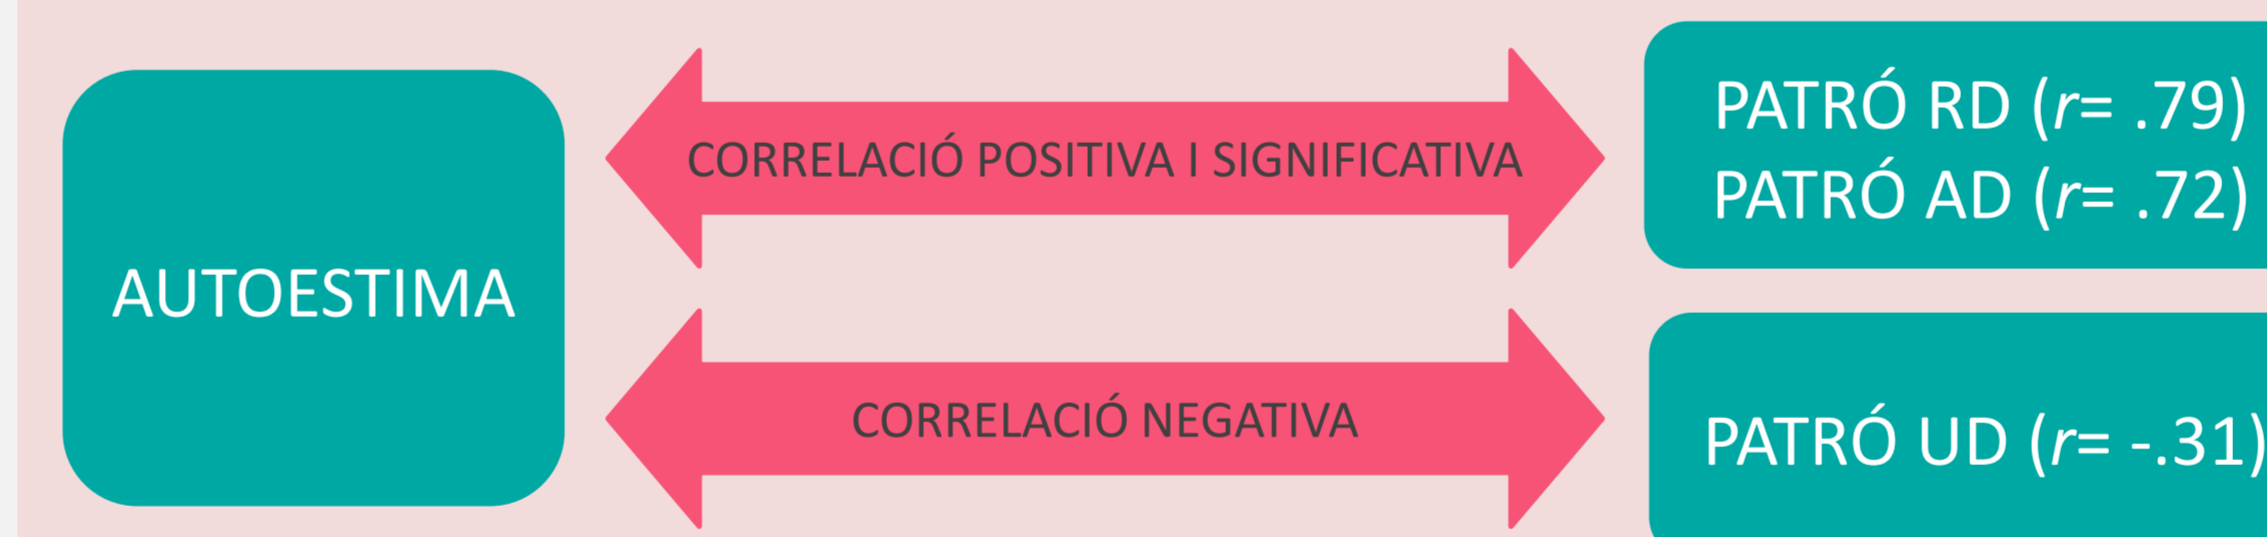 AUTOESTIMA
CORRELACIÓ POSITIVA I SIGNIFICATIVA
PATRÓ RD (r= .79)
PATRÓ AD (r= .72)
CORRELACIÓ NEGATIVA
PATRÓ UD (r= -.31)